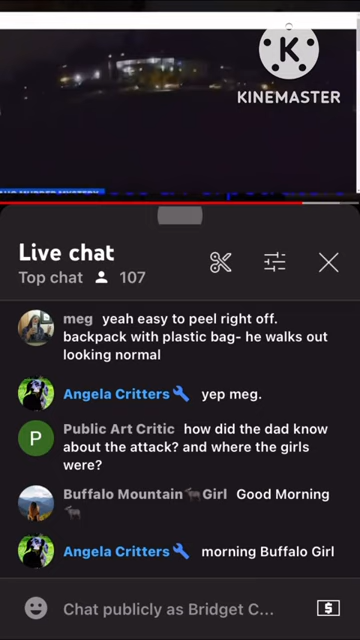 K
KINEMASTER
MURDER MYSTERY
Live chat
Top chat 107
meg yeah easy to peel right off.
backpack with plastic bag- he walks out
looking normal
Angela Critters yep meg.
P
Public Art Critic how did the dad know
about the attack? and where the girls
were?
Buffalo Mountain🐐Girl Good Morning
🐐
Angela Critters morning Buffalo Girl
Chat publicly as Bridget C...
$